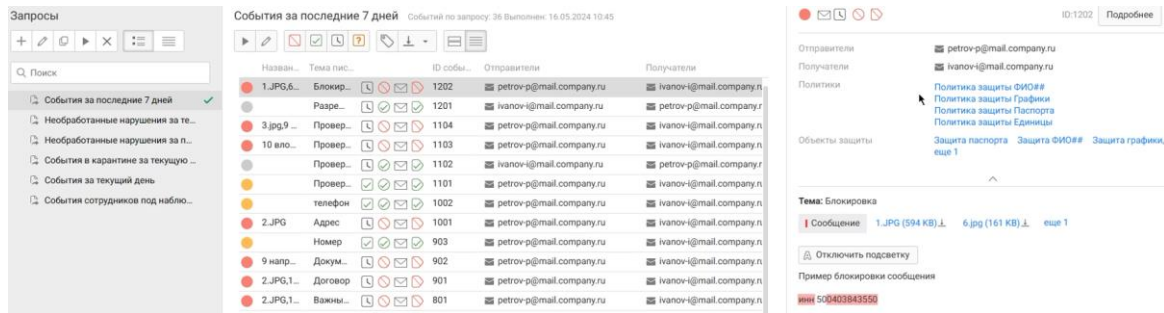 Запросы
Поиск
События за последние 7 дней
Необработанные нарушения за те...
Необработанные нарушения за п...
События в карантине за текущую ...
События за текущий день
События сотрудников под наблю...
События за последние 7 дней Событий по запросу: 36 Выполнен: 16.05.2024 10:45
Назван... Тема пис... ID собы... Отправители Получатели
1.JPG,6... Блокир... 1202 petrov-p@mail.company.ru ivanov-i@mail.company.ru
Разре... 1201 ivanov-i@mail.company.ru petrov-p@mail.company.r
3.jpg,9 ... Провер... 1104 petrov-p@mail.company.ru ivanov-i@mail.company.ru
10 вло... Провер... 1103 petrov-p@mail.company.ru ivanov-i@mail.company.ru
Провер... 1102 ivanov-i@mail.company.ru petrov-p@mail.company.r
Провер... 1101 petrov-p@mail.company.ru ivanov-i@mail.company.ru
телефон 1002 petrov-p@mail.company.ru ivanov-i@mail.company.ru
2.JPG Адрес 1001 petrov-p@mail.company.ru ivanov-i@mail.company.ru
Номер 903 petrov-p@mail.company.ru ivanov-i@mail.company.ru
9 напр... Докум... 902 petrov-p@mail.company.ru ivanov-i@mail.company.ru
2.JPG,1... Договор 901 petrov-p@mail.company.ru ivanov-i@mail.company.ru
2.JPG,1... Важны... 801 petrov-p@mail.company.ru ivanov-i@mail.company.ru
ID:1202 Подробнее
Отправители petrov-p@mail.company.ru
Получатели ivanov-i@mail.company.ru
Политики Политика защиты ФИО##
Политика защиты Графики
Политика защиты Паспорта
Политика защиты Единицы
Объекты защиты Защита паспорта Защита ФИО## Защита графики,
еще 1
Тема: Блокировка
Сообщение 1.JPG (594 KB) 6.jpg (161 KB) еще 1
Отключить подсветку
Пример блокировки сообщения
инн 500403843550